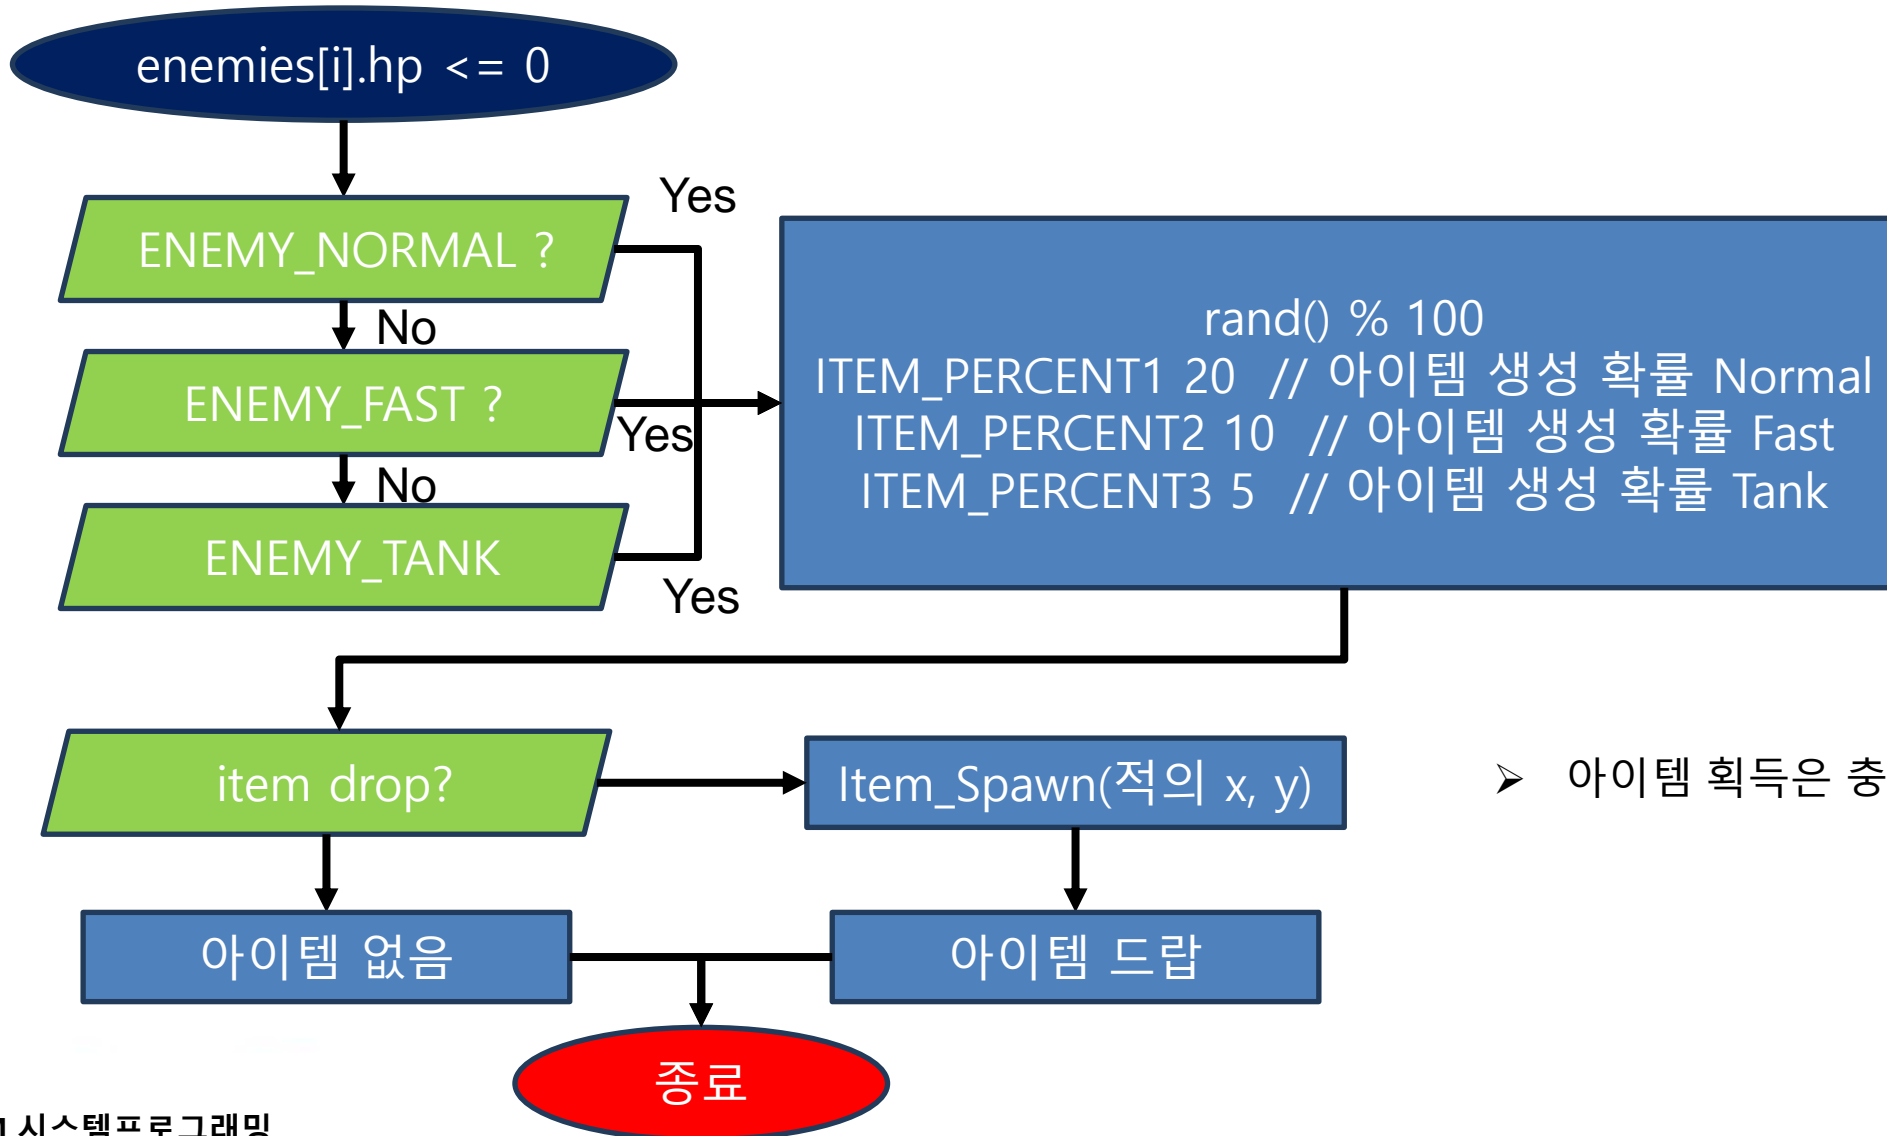 enemies[i].hp <= 0
Yes
ENEMY_NORMAL ?
No
ENEMY_FAST ?
Yes
No
ENEMY_TANK
Yes
rand() % 100
ITEM_PERCENT1 20 // 아이템 생성 확률 Normal
ITEM_PERCENT2 10 // 아이템 생성 확률 Fast
ITEM_PERCENT3 5 // 아이템 생성 확률 Tank
item drop?
Item_Spawn(적의 x, y)
➢ 아이템 획득은 충
아이템 없음
아이템 드랍
종료
시스템프로그래밍